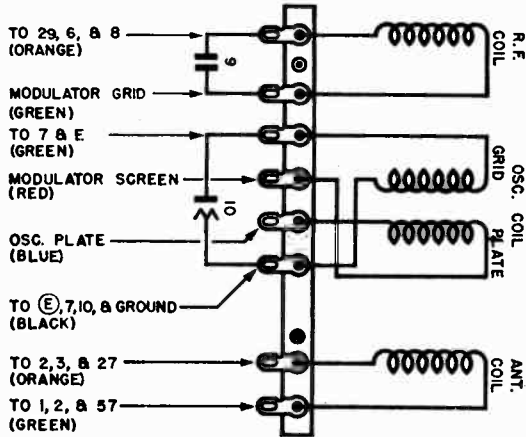 TO 29, 6, & 8
(ORANGE)
9
MODULATOR GRID
(GREEN)
TO 7 & E
(GREEN)
MODULATOR SCREEN
(RED)
10
OSC. PLATE
(BLUE)
TO Ⓔ,7,10, & GROUND
(BLACK)
TO 2,3, & 27
(ORANGE)
TO 1, 2, & 57
(GREEN)
R.F.
COIL
OSC. COIL
GRID
PLATE
ANT.
COIL